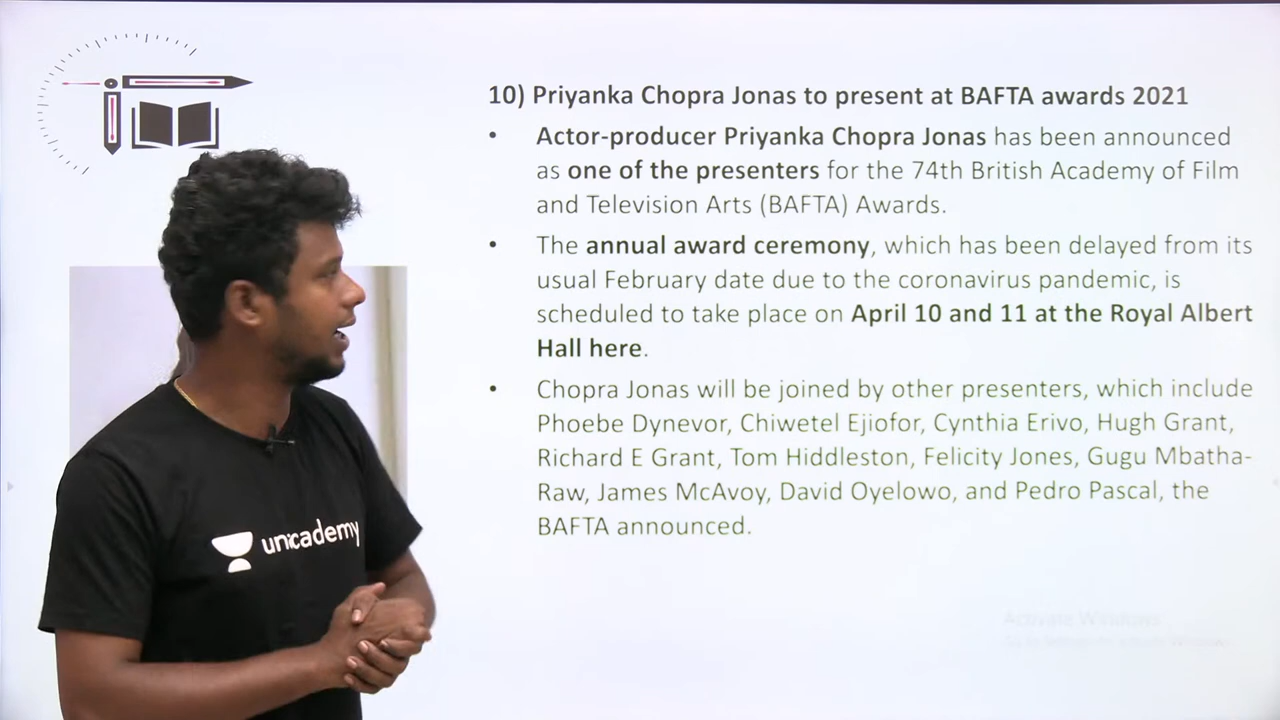 10) Priyanka Chopra Jonas to present at BAFTA awards 2021
• Actor-producer Priyanka Chopra Jonas has been announced
as one of the presenters for the 74th British Academy of Film
and Television Arts (BAFTA) Awards.
• The annual award ceremony, which has been delayed from its
usual February date due to the coronavirus pandemic, is
scheduled to take place on April 10 and 11 at the Royal Albert
Hall here.
• Chopra Jonas will be joined by other presenters, which include
Phoebe Dynevor, Chiwetel Ejiofor, Cynthia Erivo, Hugh Grant,
Richard E Grant, Tom Hiddleston, Felicity Jones, Gugu Mbatha-
Raw, James McAvoy, David Oyelowo, and Pedro Pascal, the
BAFTA announced.
unacademy
Activate Windows